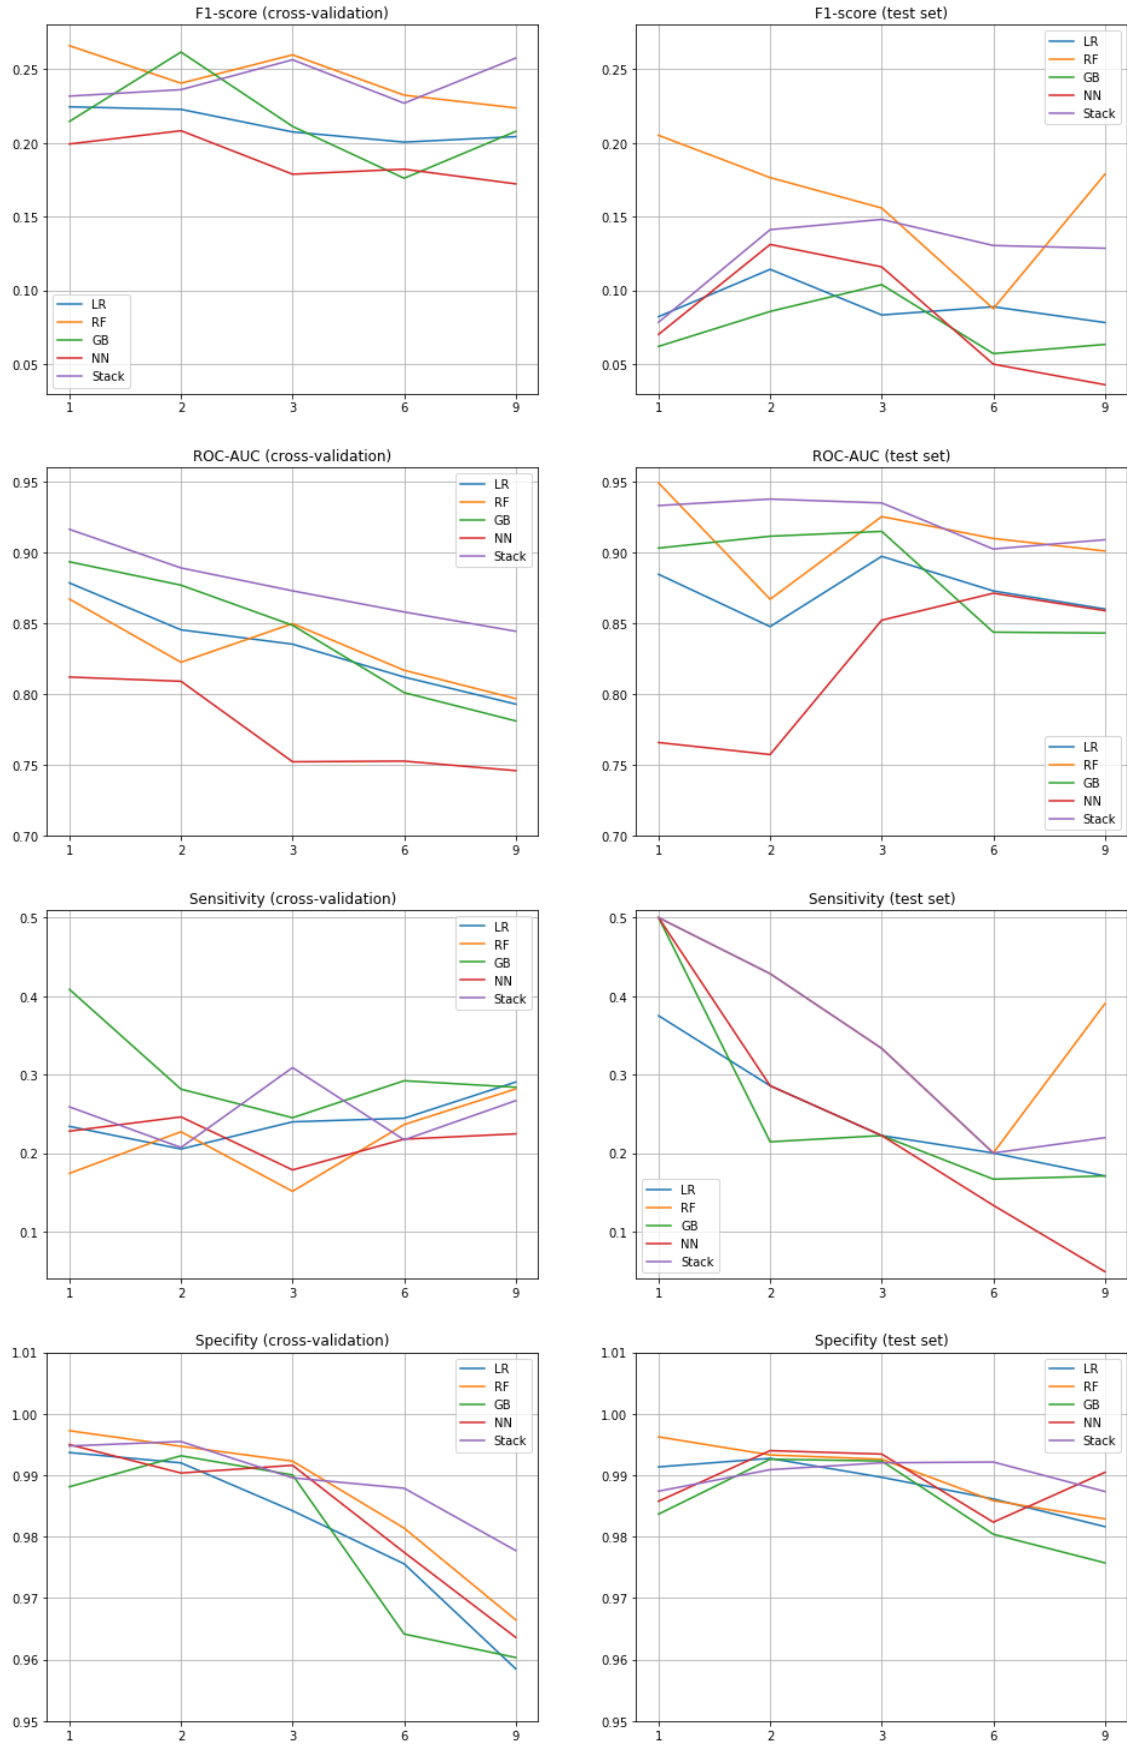 F1-score (cross-validation)
0.25
0.20
0.15
0.10
0.05
LR
RF
GB
NN
Stack
1 2 3 6 9
F1-score (test set)
0.25
0.20
0.15
0.10
0.05
LR
RF
GB
NN
Stack
1 2 3 6 9
ROC-AUC (cross-validation)
0.95
0.90
0.85
0.80
0.75
0.70
LR
RF
GB
NN
Stack
1 2 3 6 9
ROC-AUC (test set)
0.95
0.90
0.85
0.80
0.75
0.70
LR
RF
GB
NN
Stack
1 2 3 6 9
Sensitivity (cross-validation)
0.5
0.4
0.3
0.2
0.1
LR
RF
GB
NN
Stack
1 2 3 6 9
Sensitivity (test set)
0.5
0.4
0.3
0.2
0.1
LR
RF
GB
NN
Stack
1 2 3 6 9
Specifity (cross-validation)
1.01
1.00
0.99
0.98
0.97
0.96
0.95
LR
RF
GB
NN
Stack
1 2 3 6 9
Specifity (test set)
1.01
1.00
0.99
0.98
0.97
0.96
0.95
LR
RF
GB
NN
Stack
1 2 3 6 9